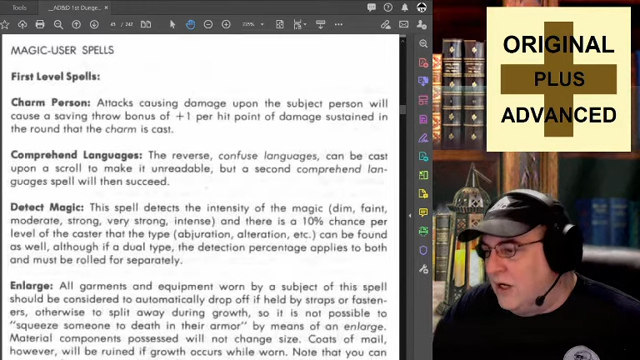 Tools
_AD&D 1st Dunge...
45 / 242
MAGIC-USER SPELLS
First Level Spells:
Charm Person: Attacks causing damage upon the subject person will
cause a saving throw bonus of +1 per hit point of damage sustained in
the round that the charm is cast.
Comprehend Languages: The reverse, confuse languages, can be cast
upon a scroll to make it unreadable, but a second comprehend lan-
guages spell will then succeed.
Detect Magic: This spell detects the intensity of the magic (dim, faint,
moderate, strong, very strong, intense) and there is a 10% chance per
level of the caster that the type (abjuration, alteration, etc.) can be found
as well, although if a dual type, the detection percentage applies to both
and must be rolled for separately.
Enlarge: All garments and equipment worn by a subject of this spell
should be considered to automatically drop off if held by straps or fasten-
ers, otherwise to split away during growth, so it is not possible to
"squeeze someone to death in their armor" by means of an enlarge.
Material components possessed will not change size. Coats of mail,
however, will be ruined if growth occurs while worn. Note that you can
ORIGINAL
PLUS
ADVANCED